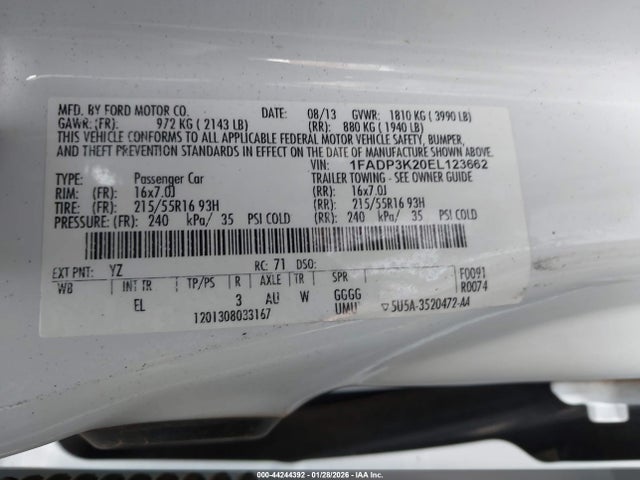 MFD. BY FORD MOTOR CO. DATE: 08/13 GVWR: 1810 KG ( 3990 LB)
GAWR: (FR): 972 KG ( 2143 LB) (RR): 880 KG ( 1940 LB)
THIS VEHICLE CONFORMS TO ALL APPLICABLE FEDERAL MOTOR VEHICLE SAFETY, BUMPER,
AND THEFT PREVENTION STANDARDS IN EFFECT ON THE DATE OF MANUFACTURE SHOWN ABOVE.
VIN: 1FADP3K20EL123662
TYPE: Passenger Car TRAILER TOWING - SEE OWNER GUIDE
RIM: (FR): 16x7.0J (RR): 16x7.0J
TIRE: (FR): 215/55R16 93H (RR): 215/55R16 93H
PRESSURE: (FR): 240 kPa/ 35 PSI COLD (RR): 240 kPa/ 35 PSI COLD
EXT PNT: YZ RC: 71 DSO: F0091
WB INT TR TP/PS R AXLE TR SPR R0074
EL 3 AU W GGGG
1201308033167 UMU ▽5U5A-3520472-AA
000-44244392 01/28/2026 - IAA Inc.